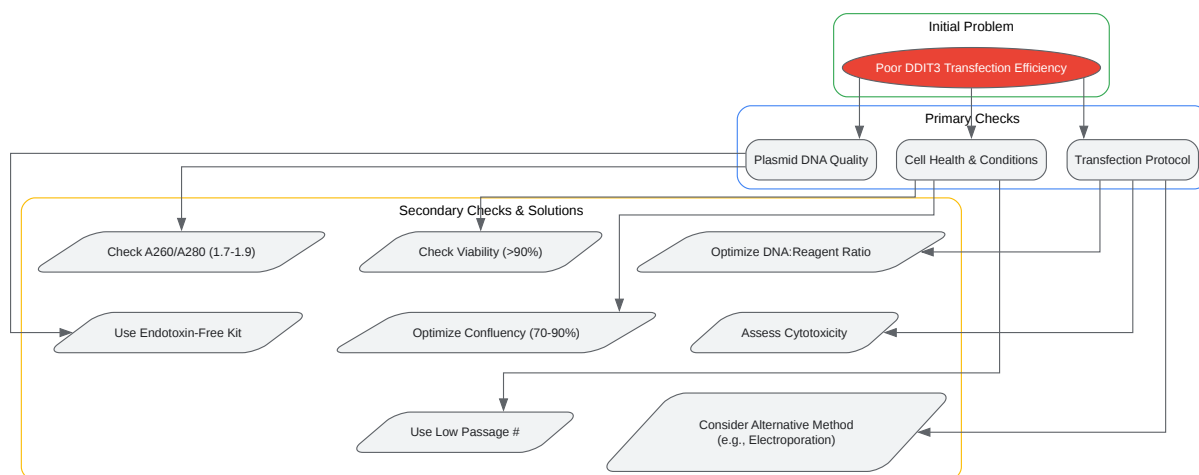 Initial Problem
Poor DDIT3 Transfection Efficiency
Primary Checks
Plasmid DNA Quality
Cell Health & Conditions
Transfection Protocol
Secondary Checks & Solutions
Check A260/A280 (1.7-1.9)
Check Viability (>90%)
Optimize DNA:Reagent Ratio
Use Endotoxin-Free Kit
Optimize Confluency (70-90%)
Assess Cytotoxicity
Use Low Passage #
Consider Alternative Method
(e.g., Electroporation)